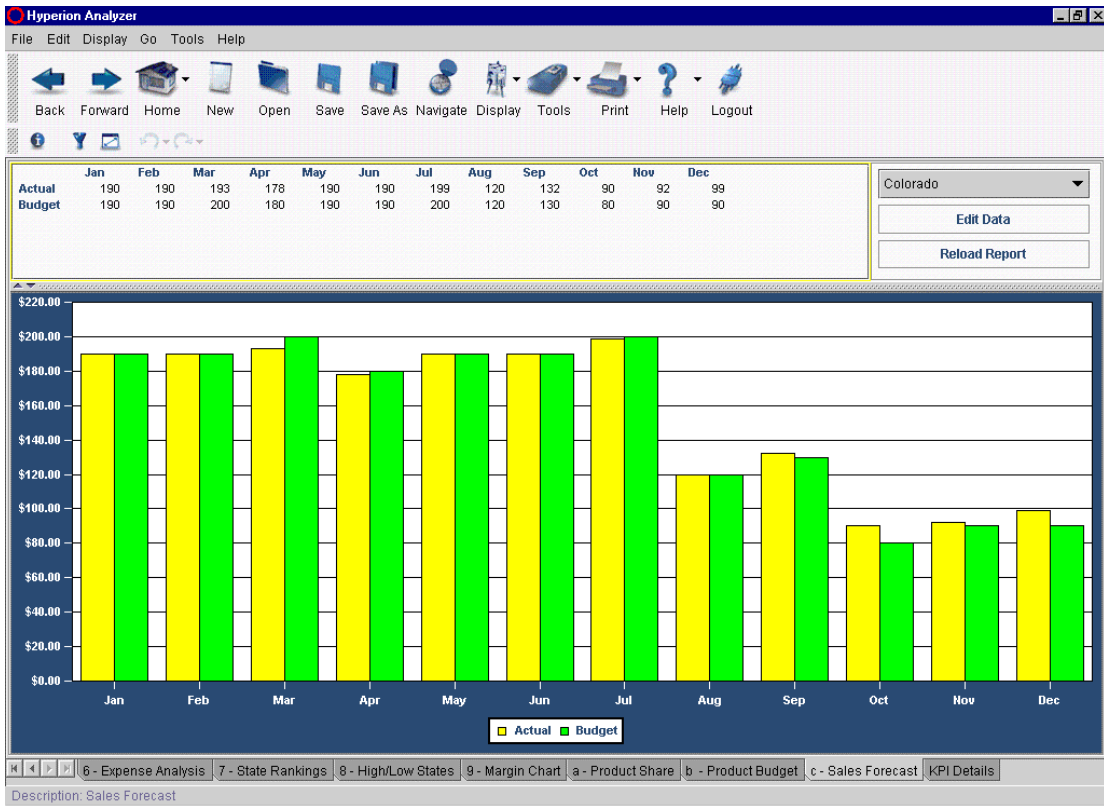 Hyperion Analyzer
File Edit Display Go Tools Help
Back Forward Home New Open Save Save As Navigate Display Tools Print Help Logout
Jan Feb Mar Apr May Jun Jul Aug Sep Oct Nov Dec
Actual 190 190 193 178 190 190 199 120 132 90 92 99
Budget 190 190 200 180 190 190 200 120 130 80 90 90
Colorado
Edit Data
Reload Report
$220.00
$200.00
$180.00
$160.00
$140.00
$120.00
$100.00
$80.00
$60.00
$40.00
$20.00
$0.00
Jan Feb Mar Apr May Jun Jul Aug Sep Oct Nov Dec
Actual Budget
6 - Expense Analysis 7 - State Rankings 8 - High/Low States 9 - Margin Chart a - Product Share b - Product Budget c - Sales Forecast KPI Details
Description: Sales Forecast